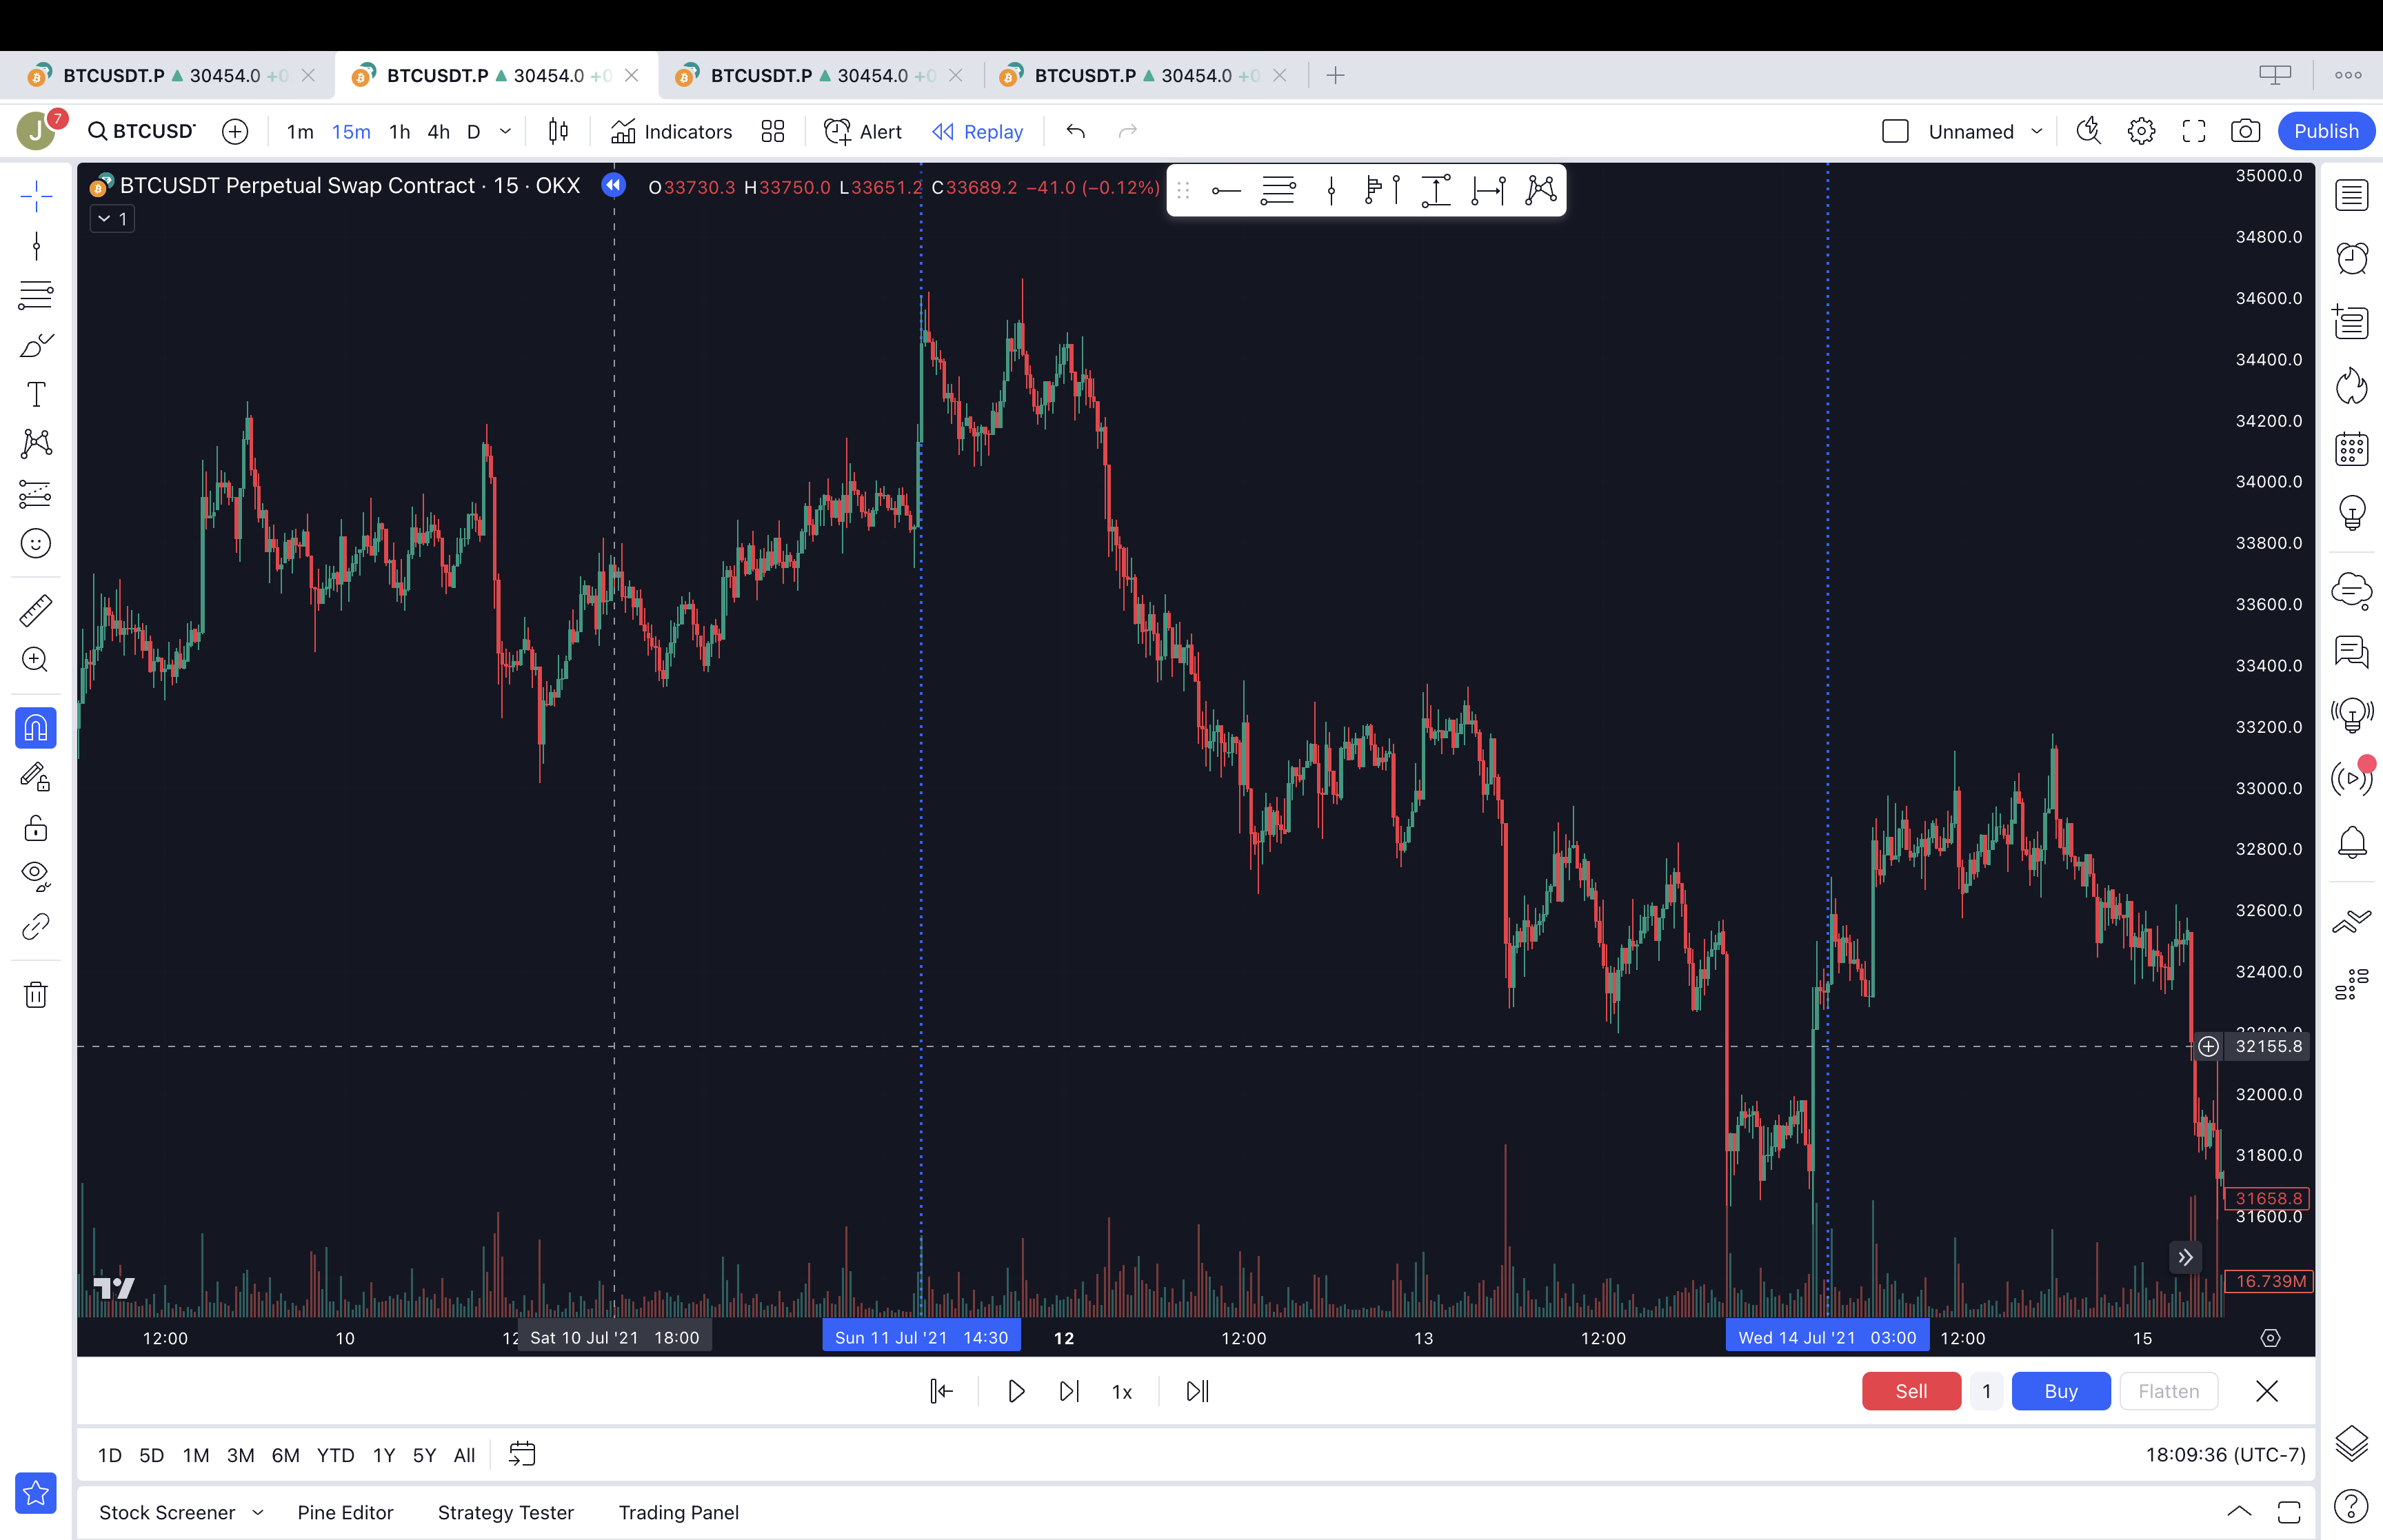 BTCUSDT.P 30454.0 +0 BTCUSDT.P 30454.0 +0 BTCUSDT.P 30454.0 +0 BTCUSDT.P 30454.0 +0
J 7 BTCUSD 1m 15m 1h 4h D Indicators Alert Replay Unnamed Publish
BTCUSDT Perpetual Swap Contract · 15 · OKX O33730.3 H33750.0 L33651.2 C33689.2 −41.0 (−0.12%)
1
35000.0
34800.0
34600.0
34400.0
34200.0
34000.0
33800.0
33600.0
33400.0
33200.0
33000.0
32800.0
32600.0
32400.0
32155.8
32000.0
31800.0
31658.8
31600.0
16.739M
12:00 10 Sat 10 Jul '21 18:00 Sun 11 Jul '21 14:30 12 12:00 13 12:00 Wed 14 Jul '21 03:00 12:00 15
1x Sell 1 Buy Flatten
1D 5D 1M 3M 6M YTD 1Y 5Y All 18:09:36 (UTC-7)
Stock Screener Pine Editor Strategy Tester Trading Panel